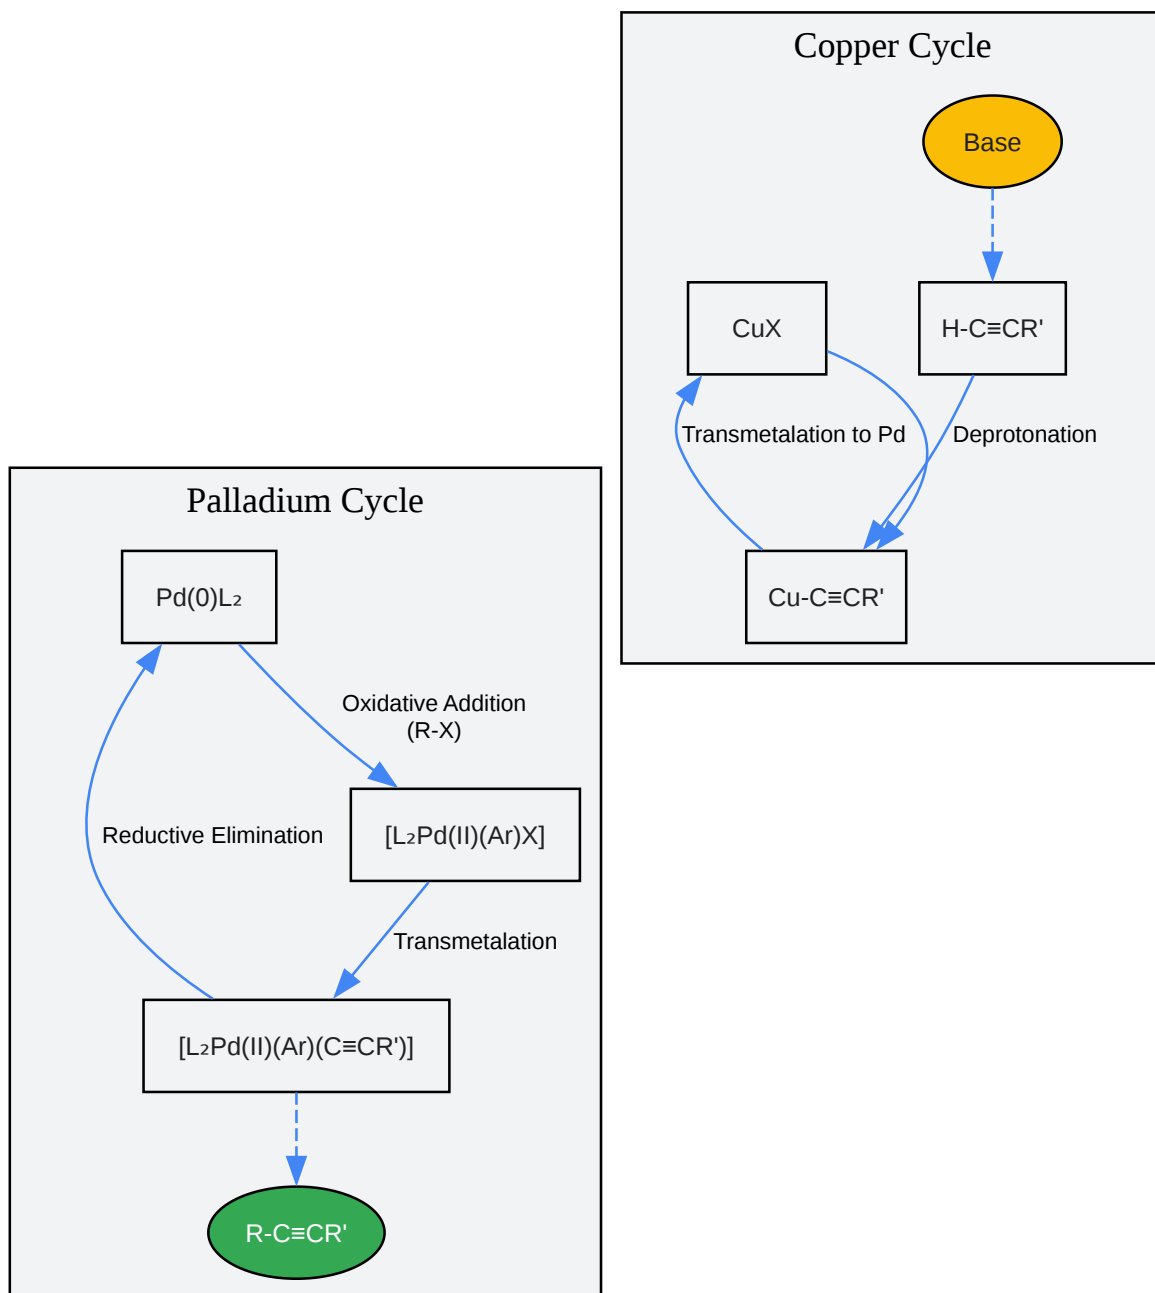 Copper Cycle
Base
CuX
H-C≡CR'
Transmetalation to Pd
Deprotonation
Cu-C≡CR'
Palladium Cycle
Pd(0)L₂
Oxidative Addition
(R-X)
[L₂Pd(II)(Ar)X]
Reductive Elimination
Transmetalation
[L₂Pd(II)(Ar)(C≡CR')]
R-C≡CR'